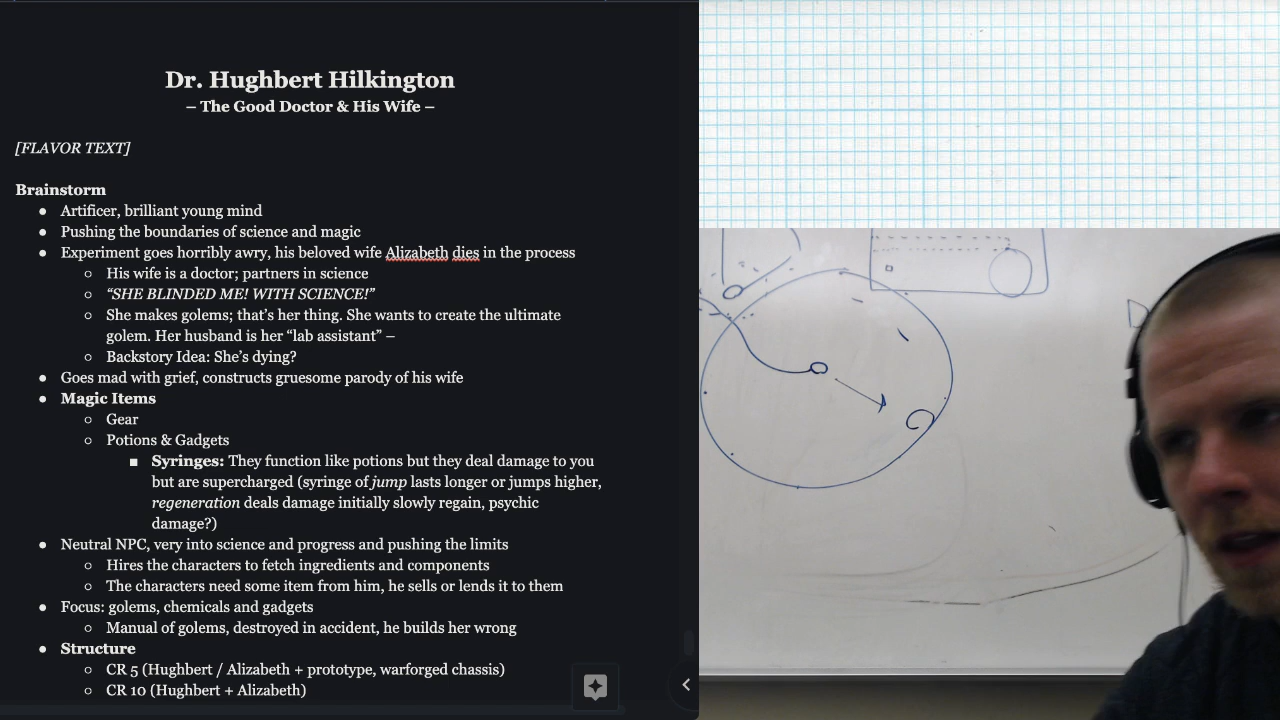 Dr. Hughbert Hilkington
– The Good Doctor & His Wife –
[FLAVOR TEXT]
Brainstorm
● Artificer, brilliant young mind
● Pushing the boundaries of science and magic
● Experiment goes horribly awry, his beloved wife Alizabeth dies in the process
○ His wife is a doctor; partners in science
○ “SHE BLINDED ME! WITH SCIENCE!”
○ She makes golems; that’s her thing. She wants to create the ultimate
golem. Her husband is her “lab assistant” –
○ Backstory Idea: She’s dying?
● Goes mad with grief, constructs gruesome parody of his wife
● Magic Items
○ Gear
○ Potions & Gadgets
■ Syringes: They function like potions but they deal damage to you
but are supercharged (syringe of jump lasts longer or jumps higher,
regeneration deals damage initially slowly regain, psychic
damage?)
● Neutral NPC, very into science and progress and pushing the limits
○ Hires the characters to fetch ingredients and components
○ The characters need some item from him, he sells or lends it to them
● Focus: golems, chemicals and gadgets
○ Manual of golems, destroyed in accident, he builds her wrong
● Structure
○ CR 5 (Hughbert / Alizabeth + prototype, warforged chassis)
○ CR 10 (Hughbert + Alizabeth)
D